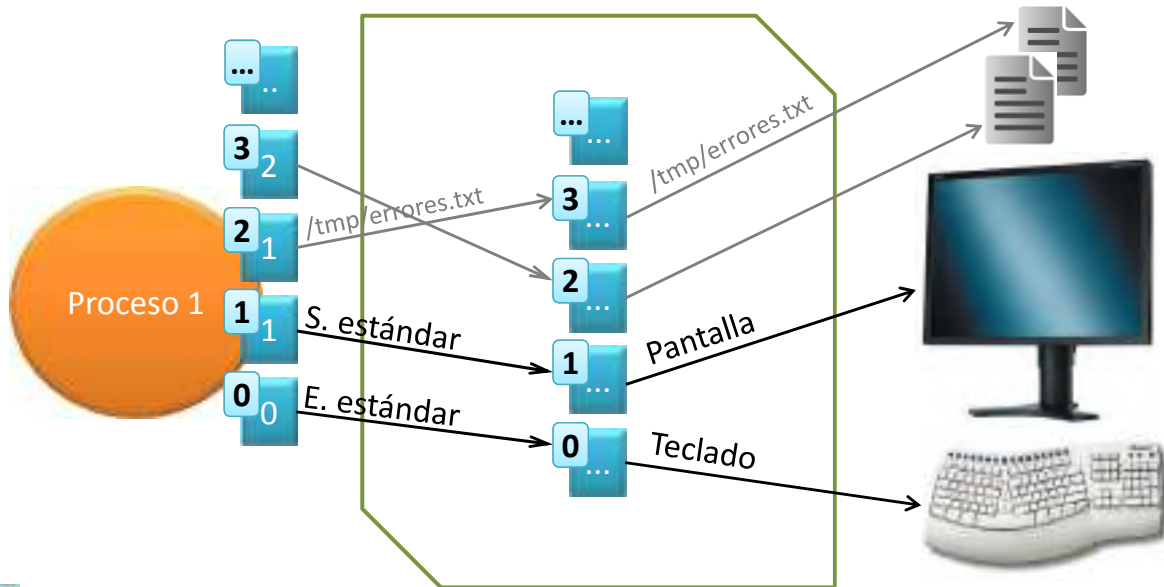 ...
..
3
2
2
1
/tmp/errores.txt
Proceso 1
1
1
S. estándar
0
0
E. estándar
...
...
3
...
/tmp/errores.txt
2
...
1
...
Pantalla
0
...
Teclado